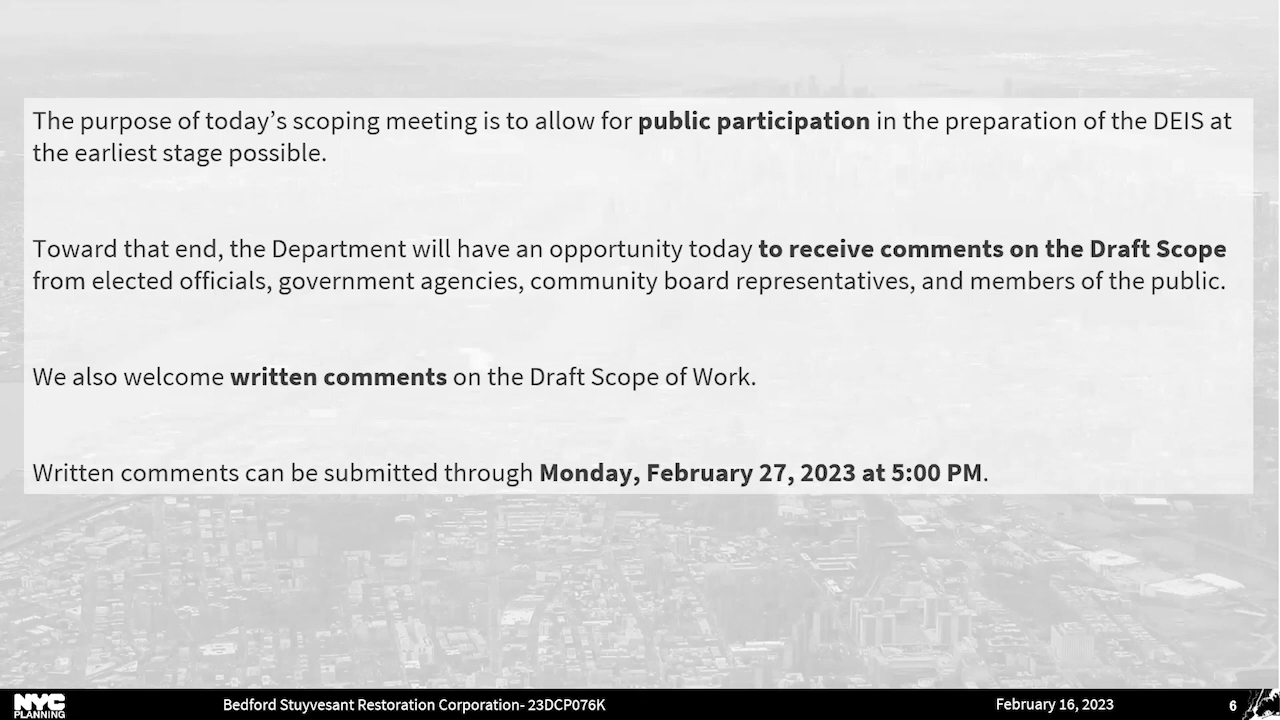 The purpose of today’s scoping meeting is to allow for public participation in the preparation of the DEIS at
the earliest stage possible.
Toward that end, the Department will have an opportunity today to receive comments on the Draft Scope
from elected officials, government agencies, community board representatives, and members of the public.
We also welcome written comments on the Draft Scope of Work.
Written comments can be submitted through Monday, February 27, 2023 at 5:00 PM.
NYC
PLANNING
Bedford Stuyvesant Restoration Corporation- 23DCP076K
February 16, 2023
6